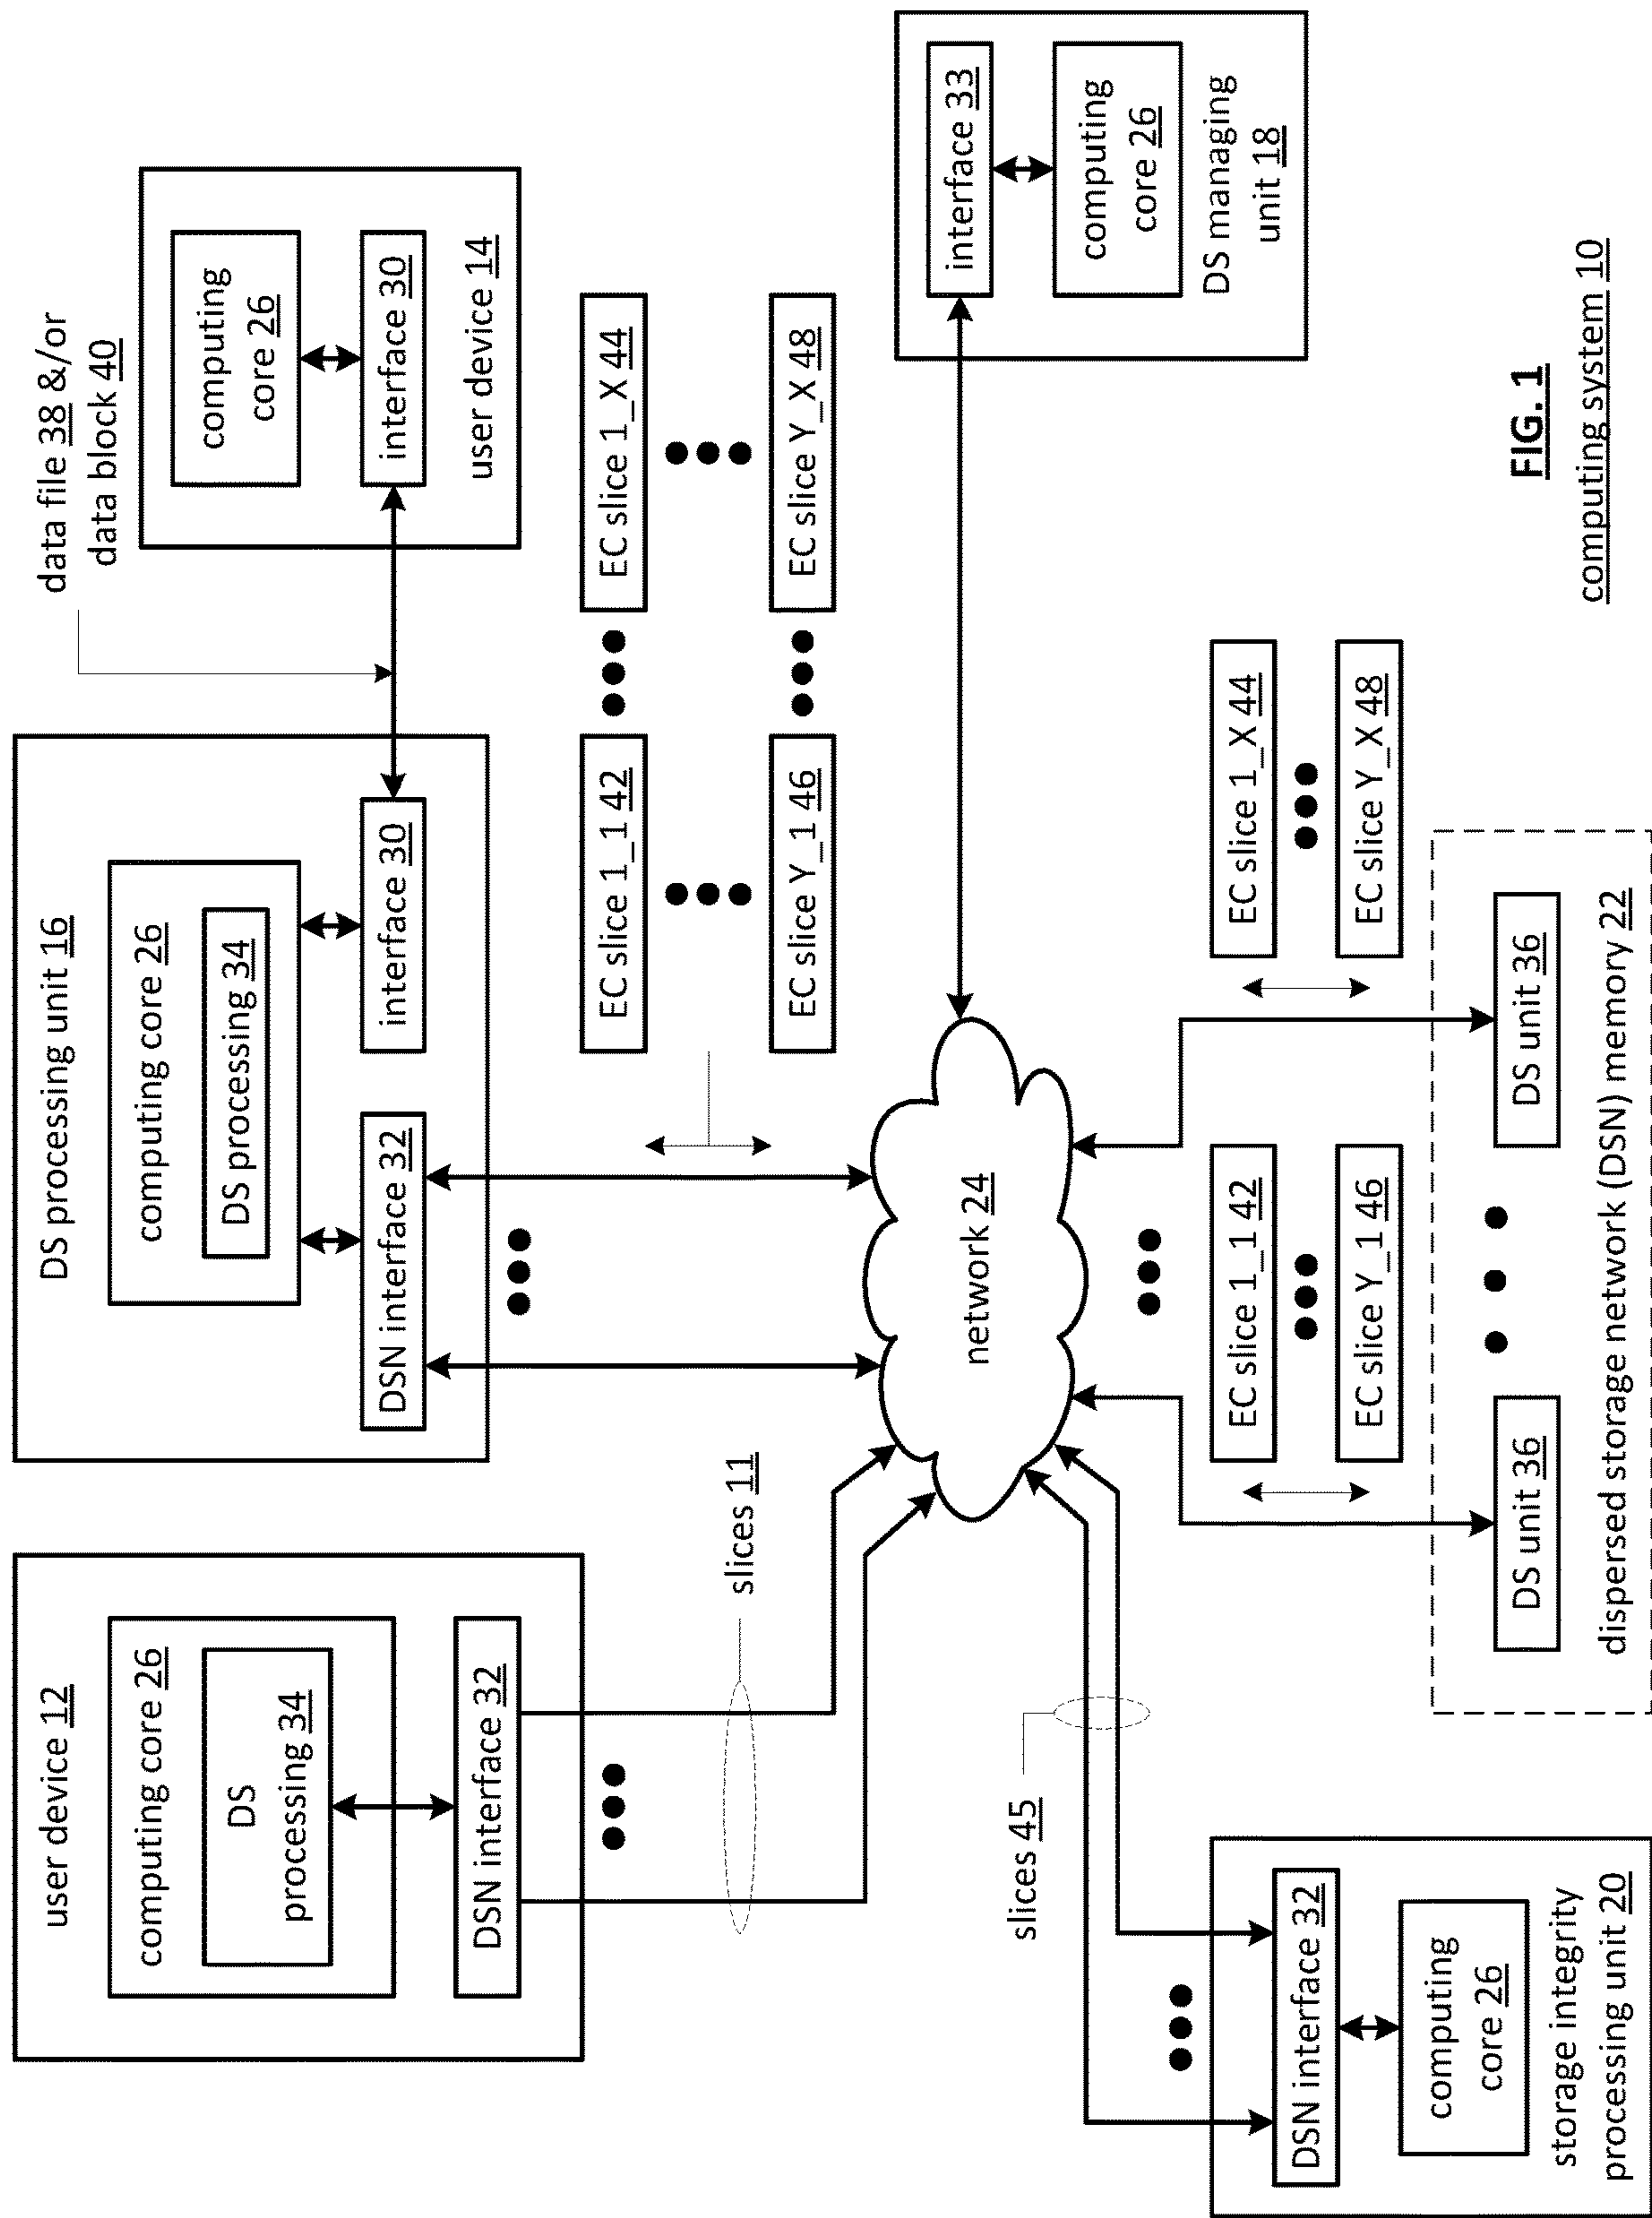 user device 12
computing core 26
DS
processing 34
DSN interface 32
slices 11
DS processing unit 16
computing core 26
DS processing 34
DSN interface 32
interface 30
data file 38 &/or
data block 40
computing
core 26
interface 30
user device 14
EC slice 1_1 42
EC slice 1_X 44
EC slice Y_1 46
EC slice Y_X 48
network 24
interface 33
computing
core 26
DS managing
unit 18
slices 45
DSN interface 32
computing
core 26
storage integrity
processing unit 20
EC slice 1_1 42
EC slice Y_1 46
EC slice 1_X 44
EC slice Y_X 48
DS unit 36
DS unit 36
dispersed storage network (DSN) memory 22
FIG. 1
computing system 10